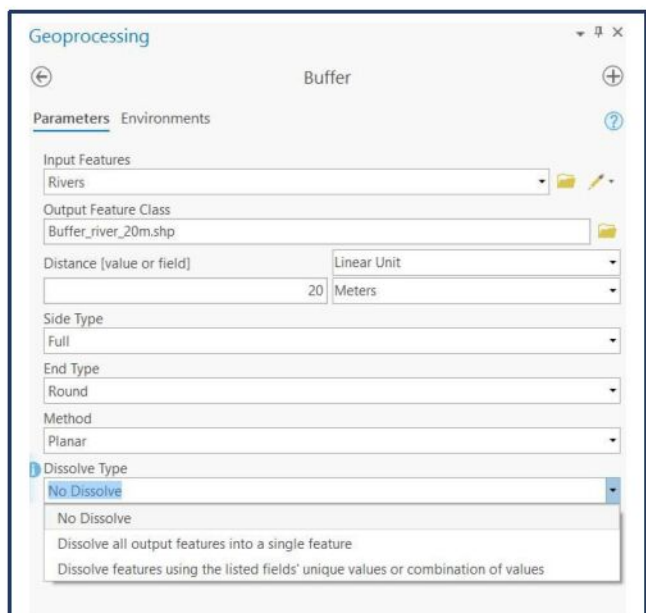 Geoprocessing
Buffer
Parameters Environments
Input Features
Rivers
Output Feature Class
Buffer_river_20m.shp
Distance [value or field] Linear Unit
20 Meters
Side Type
Full
End Type
Round
Method
Planar
Dissolve Type
No Dissolve
No Dissolve
Dissolve all output features into a single feature
Dissolve features using the listed fields' unique values or combination of values